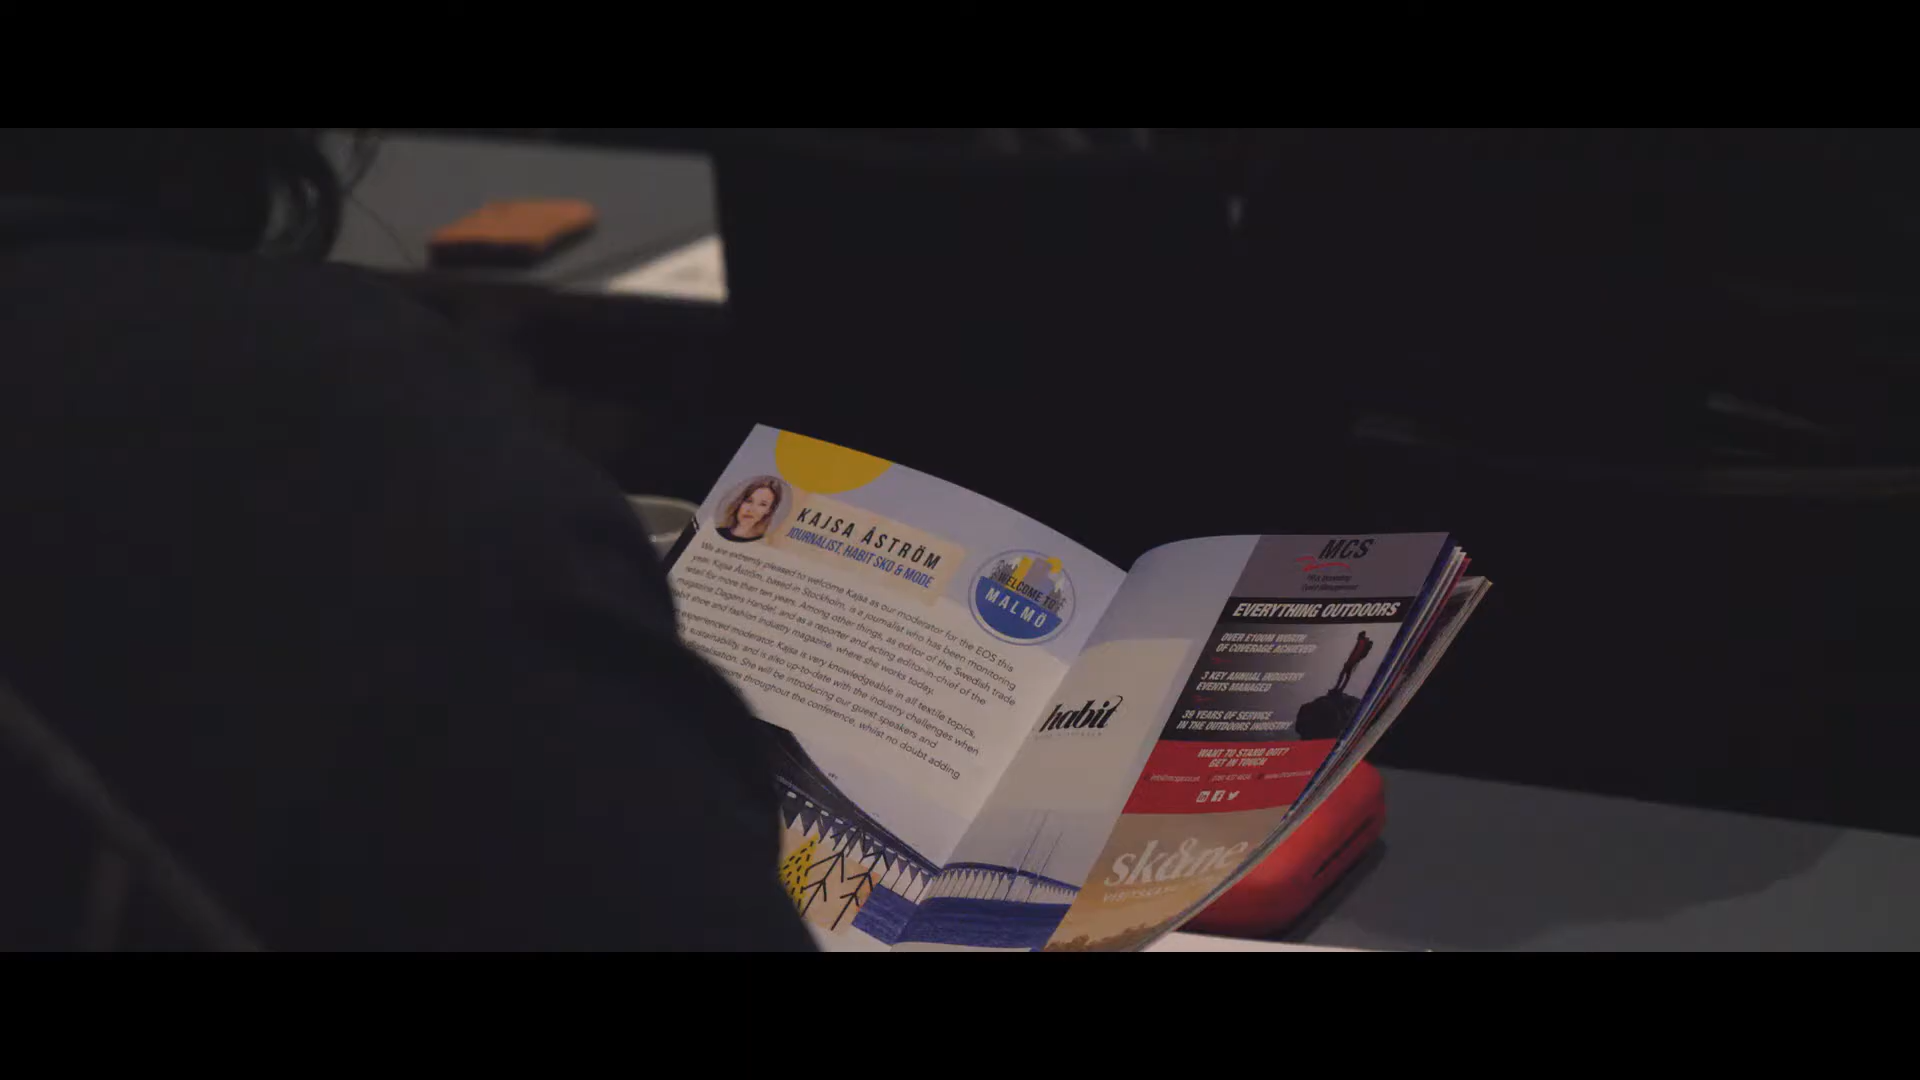 KAJSA ÅSTRÖM
JOURNALIST, HABIT SKO & MODE
We are extremely pleased to welcome Kajsa as our moderator for the EOS this
year. Kajsa Åström, based in Stockholm, is a journalist who has been monitoring
retail for more than ten years. Among other things, as editor of the Swedish trade
magazine Dagens Handel and as a reporter and acting editor-in-chief of the
Habit shoe and fashion industry magazine, where she works today.
experienced moderator, Kajsa is very knowledgeable in all textile topics,
sustainability, and is also up-to-date with the industry challenges when
digitalisation. She will be introducing our guest speakers and
throughout the conference, whilst no doubt adding
WELCOME TO
MALMÖ
habit
MCS
EVERYTHING OUTDOORS
OVER £100M WORTH
OF COVERAGE ACHIEVED
3 KEY ANNUAL INDUSTRY
EVENTS MANAGED
39 YEARS OF SERVICE
IN THE OUTDOORS INDUSTRY
WANT TO STAND OUT?
GET IN TOUCH
skåne